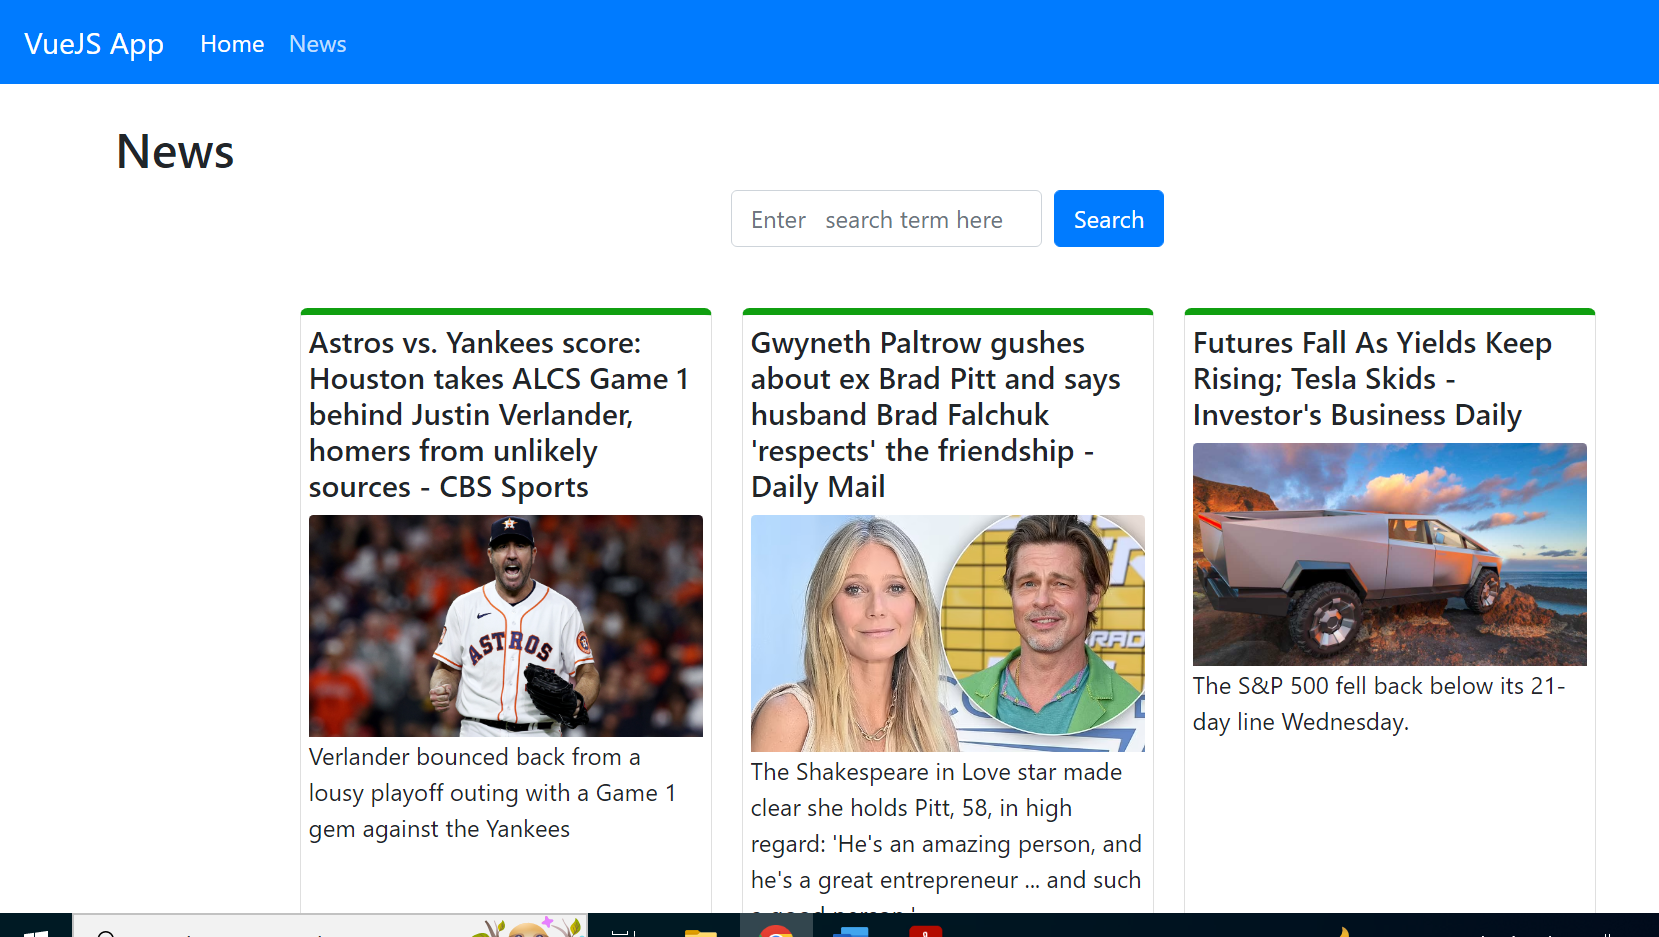 VueJS App Home News
News
Enter search term here Search
Astros vs. Yankees score:
Houston takes ALCS Game 1
behind Justin Verlander,
homers from unlikely
sources - CBS Sports
ASTROS
Verlander bounced back from a
lousy playoff outing with a Game 1
gem against the Yankees
Gwyneth Paltrow gushes
about ex Brad Pitt and says
husband Brad Falchuk
'respects' the friendship -
Daily Mail
The Shakespeare in Love star made
clear she holds Pitt, 58, in high
regard: 'He's an amazing person, and
he's a great entrepreneur ... and such
a good person.'
Futures Fall As Yields Keep
Rising; Tesla Skids -
Investor's Business Daily
The S&P 500 fell back below its 21-
day line Wednesday.